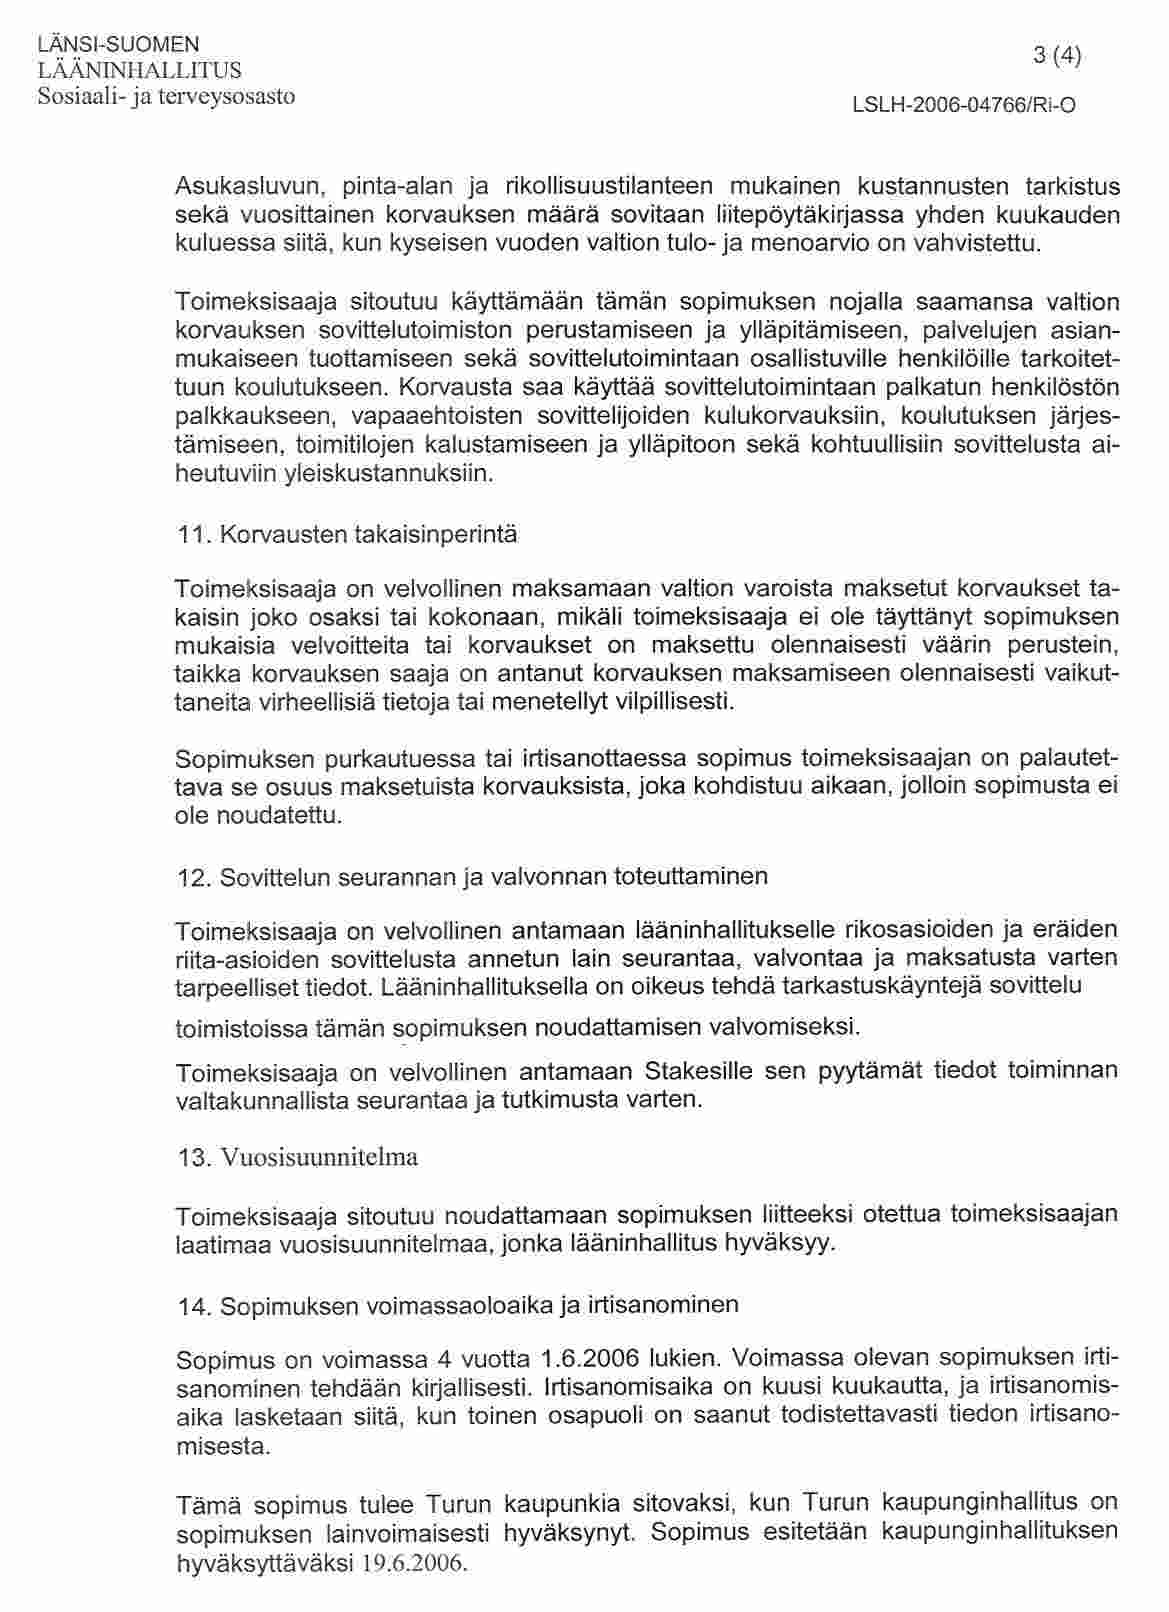 LÄNSI-SUOMEN
LÄÄNINHALLITUS
Sosiaali- ja terveysosasto
3 (4)
LSLH-2006-04766/Ri-O
Asukasluvun, pinta-alan ja rikollisuustilanteen mukainen kustannusten tarkistus
sekä vuosittainen korvauksen määrä sovitaan liitepöytäkirjassa yhden kuukauden
kuluessa siitä, kun kyseisen vuoden valtion tulo- ja menoarvio on vahvistettu.
Toimeksisaaja sitoutuu käyttämään tämän sopimuksen nojalla saamansa valtion
korvauksen sovittelutoimiston perustamiseen ja ylläpitämiseen, palvelujen asian-
mukaiseen tuottamiseen sekä sovittelutoimintaan osallistuville henkilöille tarkoitet-
tuun koulutukseen. Korvausta saa käyttää sovittelutoimintaan palkatun henkilöstön
palkkaukseen, vapaaehtoisten sovittelijoiden kulukorvauksiin, koulutuksen järjes-
tämiseen, toimitilojen kalustamiseen ja ylläpitoon sekä kohtuullisiin sovittelusta ai-
heutuviin yleiskustannuksiin.
11. Korvausten takaisinperintä
Toimeksisaaja on velvollinen maksamaan valtion varoista maksetut korvaukset ta-
kaisin joko osaksi tai kokonaan, mikäli toimeksisaaja ei ole täyttänyt sopimuksen
mukaisia velvoitteita tai korvaukset on maksettu olennaisesti väärin perustein,
taikka korvauksen saaja on antanut korvauksen maksamiseen olennaisesti vaikut-
taneita virheellisiä tietoja tai menetellyt vilpillisesti.
Sopimuksen purkautuessa tai irtisanottaessa sopimus toimeksisaajan on palautet-
tava se osuus maksetuista korvauksista, joka kohdistuu aikaan, jolloin sopimusta ei
ole noudatettu.
12. Sovittelun seurannan ja valvonnan toteuttaminen
Toimeksisaaja on velvollinen antamaan lääninhallitukselle rikosasioiden ja eräiden
riita-asioiden sovittelusta annetun lain seurantaa, valvontaa ja maksatusta varten
tarpeelliset tiedot. Lääninhallituksella on oikeus tehdä tarkastuskäyntejä sovittelu
toimistoissa tämän sopimuksen noudattamisen valvomiseksi.
Toimeksisaaja on velvollinen antamaan Stakesille sen pyytämät tiedot toiminnan
valtakunnallista seurantaa ja tutkimusta varten.
13. Vuosisuunnitelma
Toimeksisaaja sitoutuu noudattamaan sopimuksen liitteeksi otettua toimeksisaajan
laatimaa vuosisuunnitelmaa, jonka lääninhallitus hyväksyy.
14. Sopimuksen voimassaoloaika ja irtisanominen
Sopimus on voimassa 4 vuotta 1.6.2006 lukien. Voimassa olevan sopimuksen irti-
sanominen tehdään kirjallisesti. Irtisanomisaika on kuusi kuukautta, ja irtisanomis-
aika lasketaan siitä, kun toinen osapuoli on saanut todistettavasti tiedon irtisano-
misesta.
Tämä sopimus tulee Turun kaupunkia sitovaksi, kun Turun kaupunginhallitus on
sopimuksen lainvoimaisesti hyväksynyt. Sopimus esitetään kaupunginhallituksen
hyväksyttäväksi 19.6.2006.